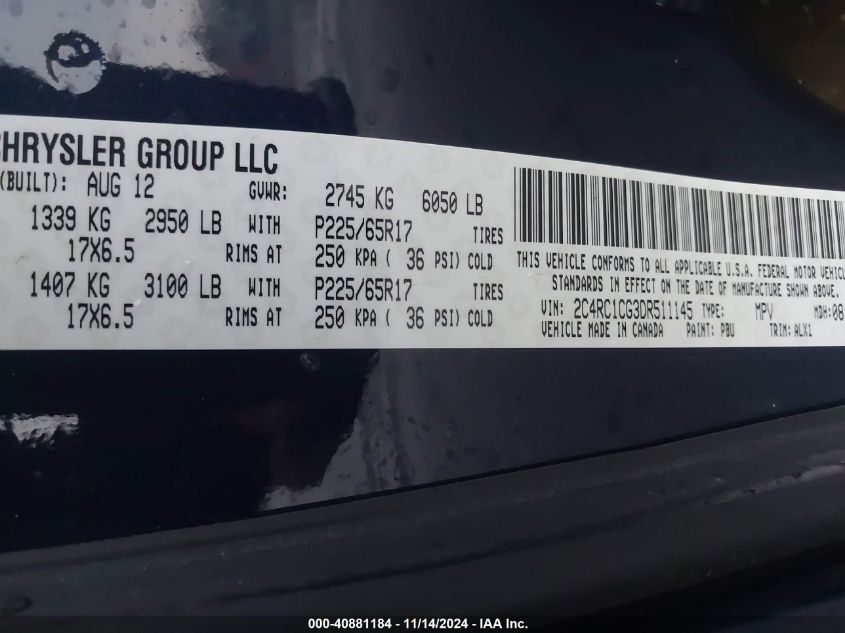 CHRYSLER GROUP LLC
(BUILT): AUG 12 GVWR: 2745 KG 6050 LB
1339 KG 2950 LB WITH P225/65R17 TIRES
17X6.5 RIMS AT 250 KPA ( 36 PSI) COLD
1407 KG 3100 LB WITH P225/65R17 TIRES
17X6.5 RIMS AT 250 KPA ( 36 PSI) COLD
THIS VEHICLE CONFORMS TO ALL APPLICABLE U.S.A. FEDERAL MOTOR VEHICL
STANDARDS IN EFFECT ON THE DATE OF MANUFACTURE SHOWN ABOVE.
VIN: 2C4RC1CG3DR511145 TYPE: MPV MDH:08
VEHICLE MADE IN CANADA PAINT: PBU TRIM: ALX1
000-40881184 - 11/14/2024 - IAA Inc.